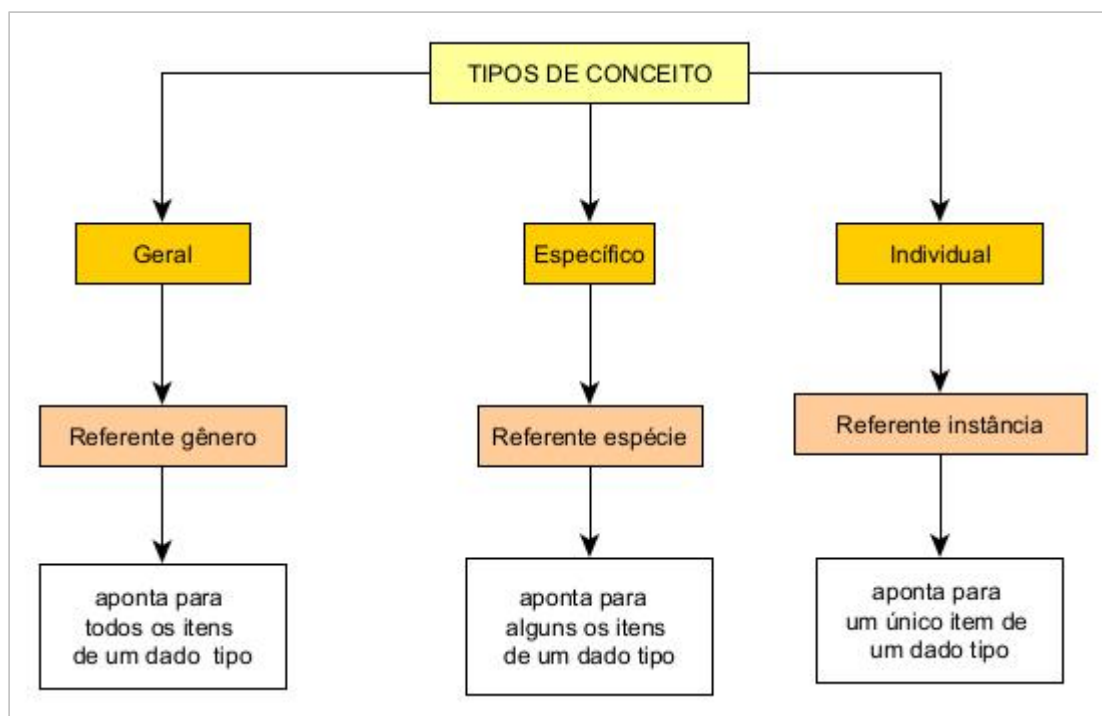 TIPOS DE CONCEITO
Geral
Específico
Individual
Referente gênero
Referente espécie
Referente instância
aponta para
todos os itens
de um dado tipo
aponta para
alguns os itens
de um dado tipo
aponta para
um único item de
um dado tipo